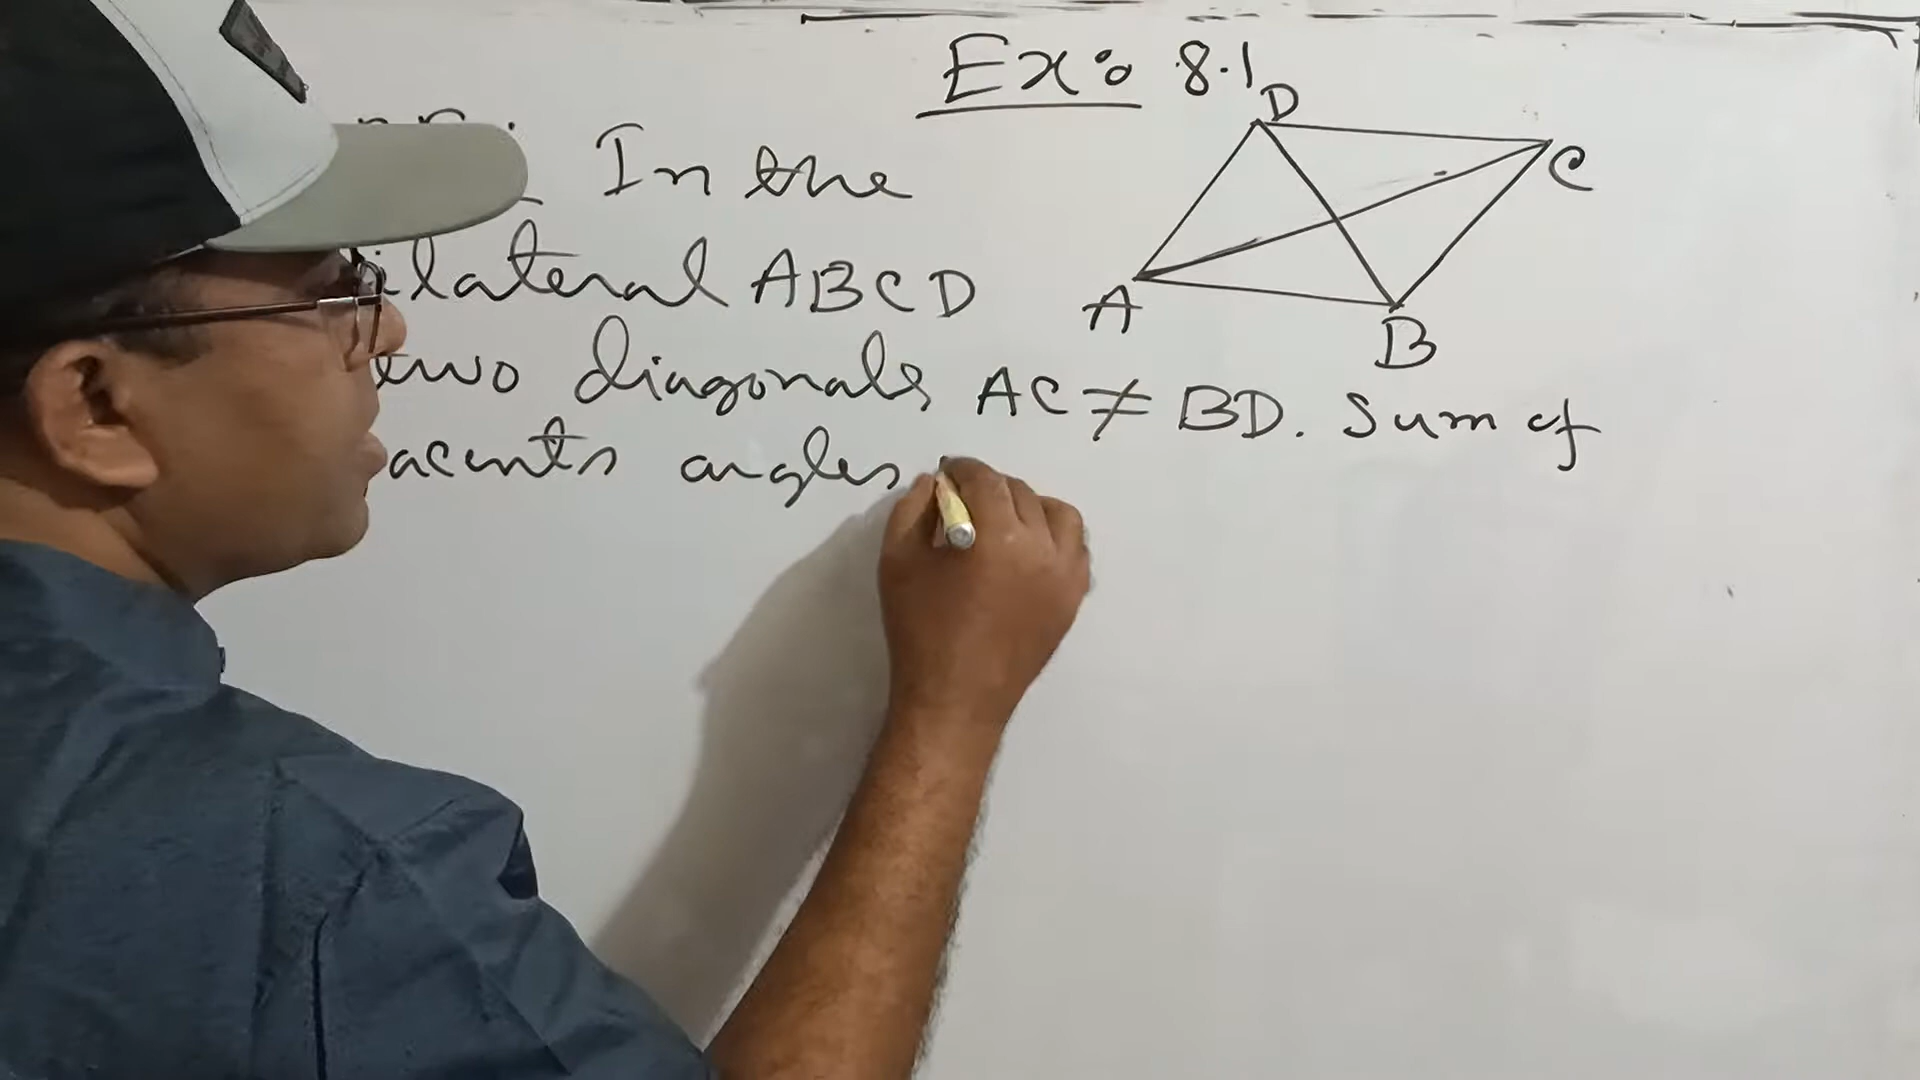 Ex: 8.1
In the
ilateral ABCD
two diagonals AC ≠ BD. Sum of
acents angles
D
C
A
B